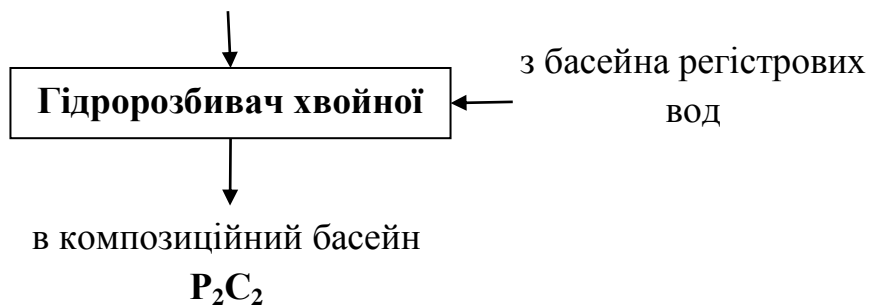 з басейна регістрових
вод
Гідророзбивач хвойної
в композиційний басейн
P₂C₂